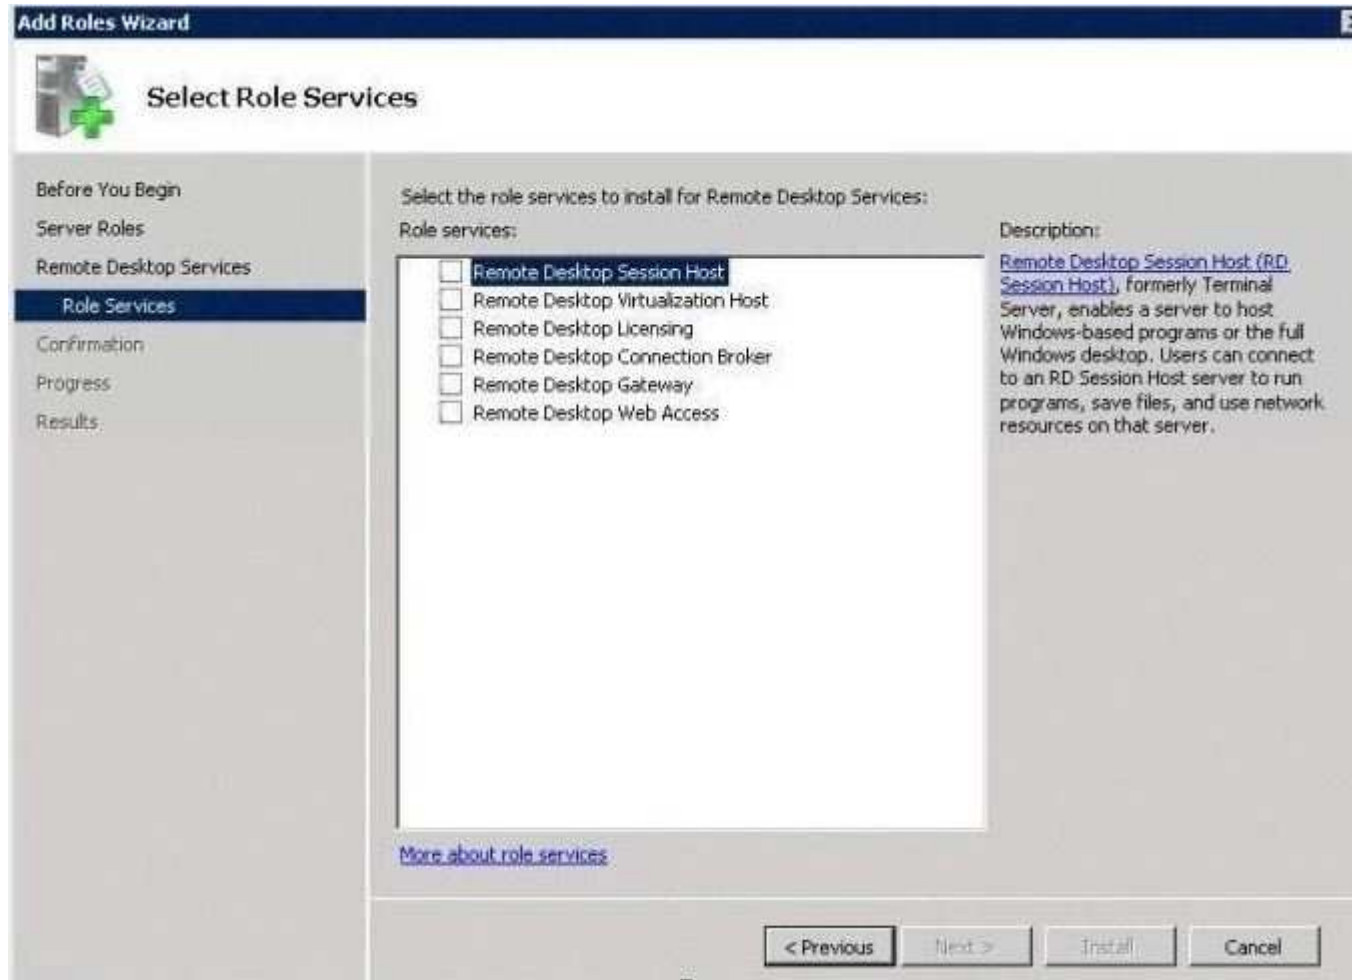 Add Roles Wizard
Select Role Services
Before You Begin
Server Roles
Remote Desktop Services
Role Services
Confirmation
Progress
Results
Select the role services to install for Remote Desktop Services:
Role services:
Remote Desktop Session Host
Remote Desktop Virtualization Host
Remote Desktop Licensing
Remote Desktop Connection Broker
Remote Desktop Gateway
Remote Desktop Web Access
More about role services
Description:
Remote Desktop Session Host (RD
Session Host), formerly Terminal
Server, enables a server to host
Windows-based programs or the full
Windows desktop. Users can connect
to an RD Session Host server to run
programs, save files, and use network
resources on that server.
< Previous
Next >
Install
Cancel